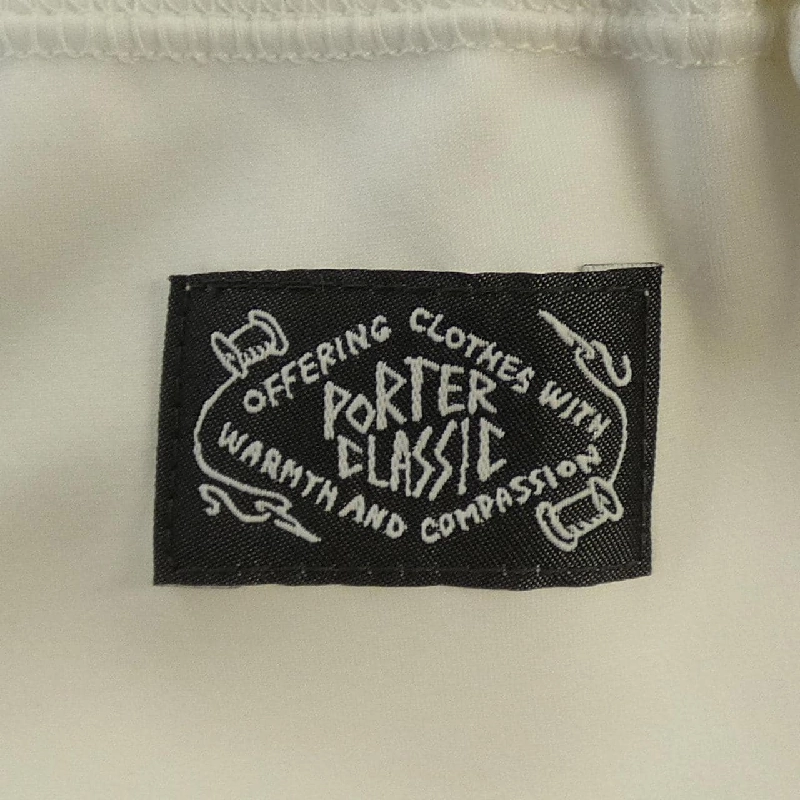 OFFERING CLOTHES WITH
PORTER
CLASSIC
WARMTH AND COMPASSION